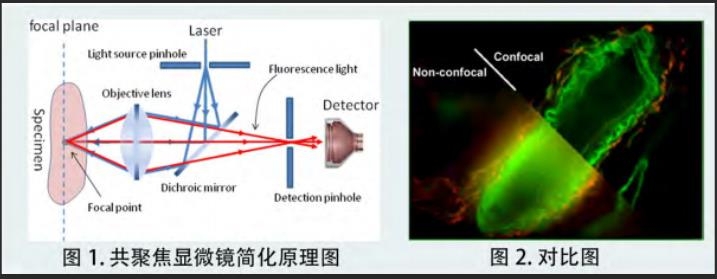 focal plane
Laser
Light source pinhole
Fluorescence light
Objective lens
Detector
Specimen
Focal point
Dichroic mirror
Detection pinhole
图 1. 共聚焦显微镜简化原理图
Confocal
Non-confocal
图 2. 对比图